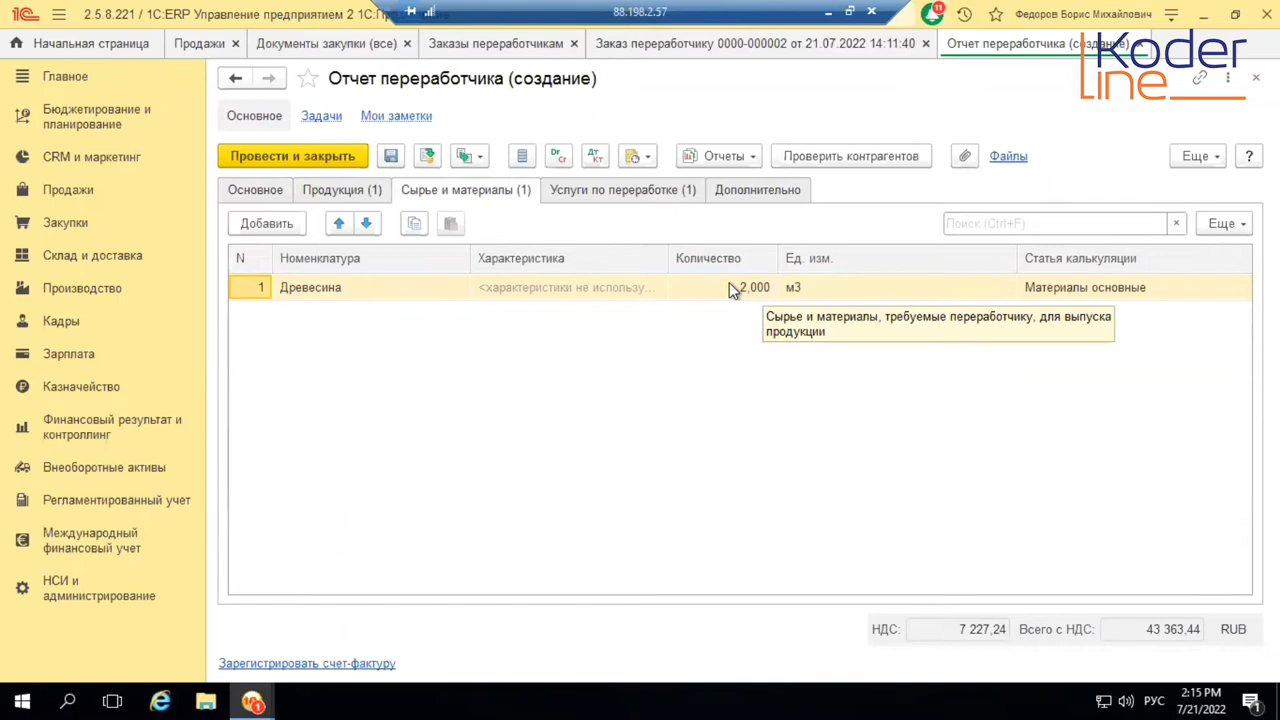 2.5.8.221 / 1C:ERP Управление предприятием 2 1С:П
88.198.2.57
11
Федоров Борис Михайлович
Начальная страница
Продажи
Документы закупки (все)
Заказы переработчикам
Заказ переработчику 0000-000002 от 21.07.2022 14:11:40
Отчет переработчика (создание)
Koder
line
Главное
Бюджетирование и
планирование
CRM и маркетинг
Продажи
Закупки
Склад и доставка
Производство
Кадры
Зарплата
Казначейство
Финансовый результат и
контроллинг
Внеоборотные активы
Регламентированный учет
Международный
финансовый учет
НСИ и
администрирование
Отчет переработчика (создание)
Основное
Задачи
Мои заметки
Провести и закрыть
Dr Cr
Дт Кт
Отчеты
Проверить контрагентов
Файлы
Еще
?
Основное
Продукция (1)
Сырье и материалы (1)
Услуги по переработке (1)
Дополнительно
Добавить
Поиск (Ctrl+F)
×
Еще
N Номенклатура Характеристика Количество Ед. изм. Статья калькуляции
1 Древесина <характеристики не использу... 2,000 м3 Материалы основные
Сырье и материалы, требуемые переработчику, для выпуска
продукции
НДС: 7 227,24 Всего с НДС: 43 363,44 RUB
Зарегистрировать счет-фактуру
РУС
2:15 PM
7/21/2022
1